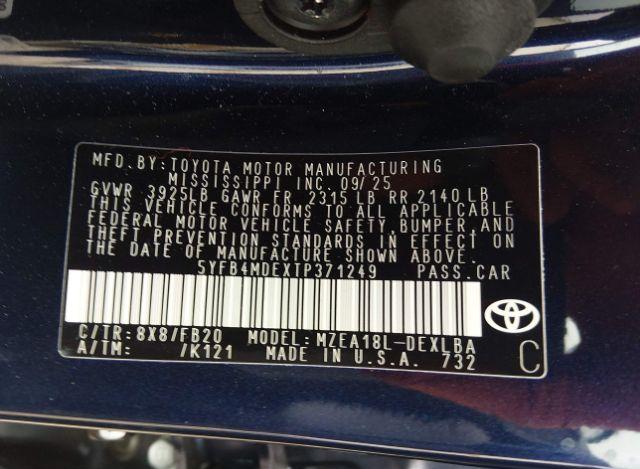 MFD. BY: TOYOTA MOTOR MANUFACTURING
MISSISSIPPI INC. 09/25
GVWR 3925LB GAWR FR 2315 LB RR 2140 LB
THIS VEHICLE CONFORMS TO ALL APPLICABLE
FEDERAL MOTOR VEHICLE SAFETY, BUMPER, AND
THEFT PREVENTION STANDARDS IN EFFECT ON
THE DATE OF MANUFACTURE SHOWN ABOVE.
5YFB4MDEXTP371249 PASS.CAR
C/TR: 8X8/FB20 MODEL: MZEA18L-DEXLBA
A/TM: /K121 MADE IN U.S.A. 732
C